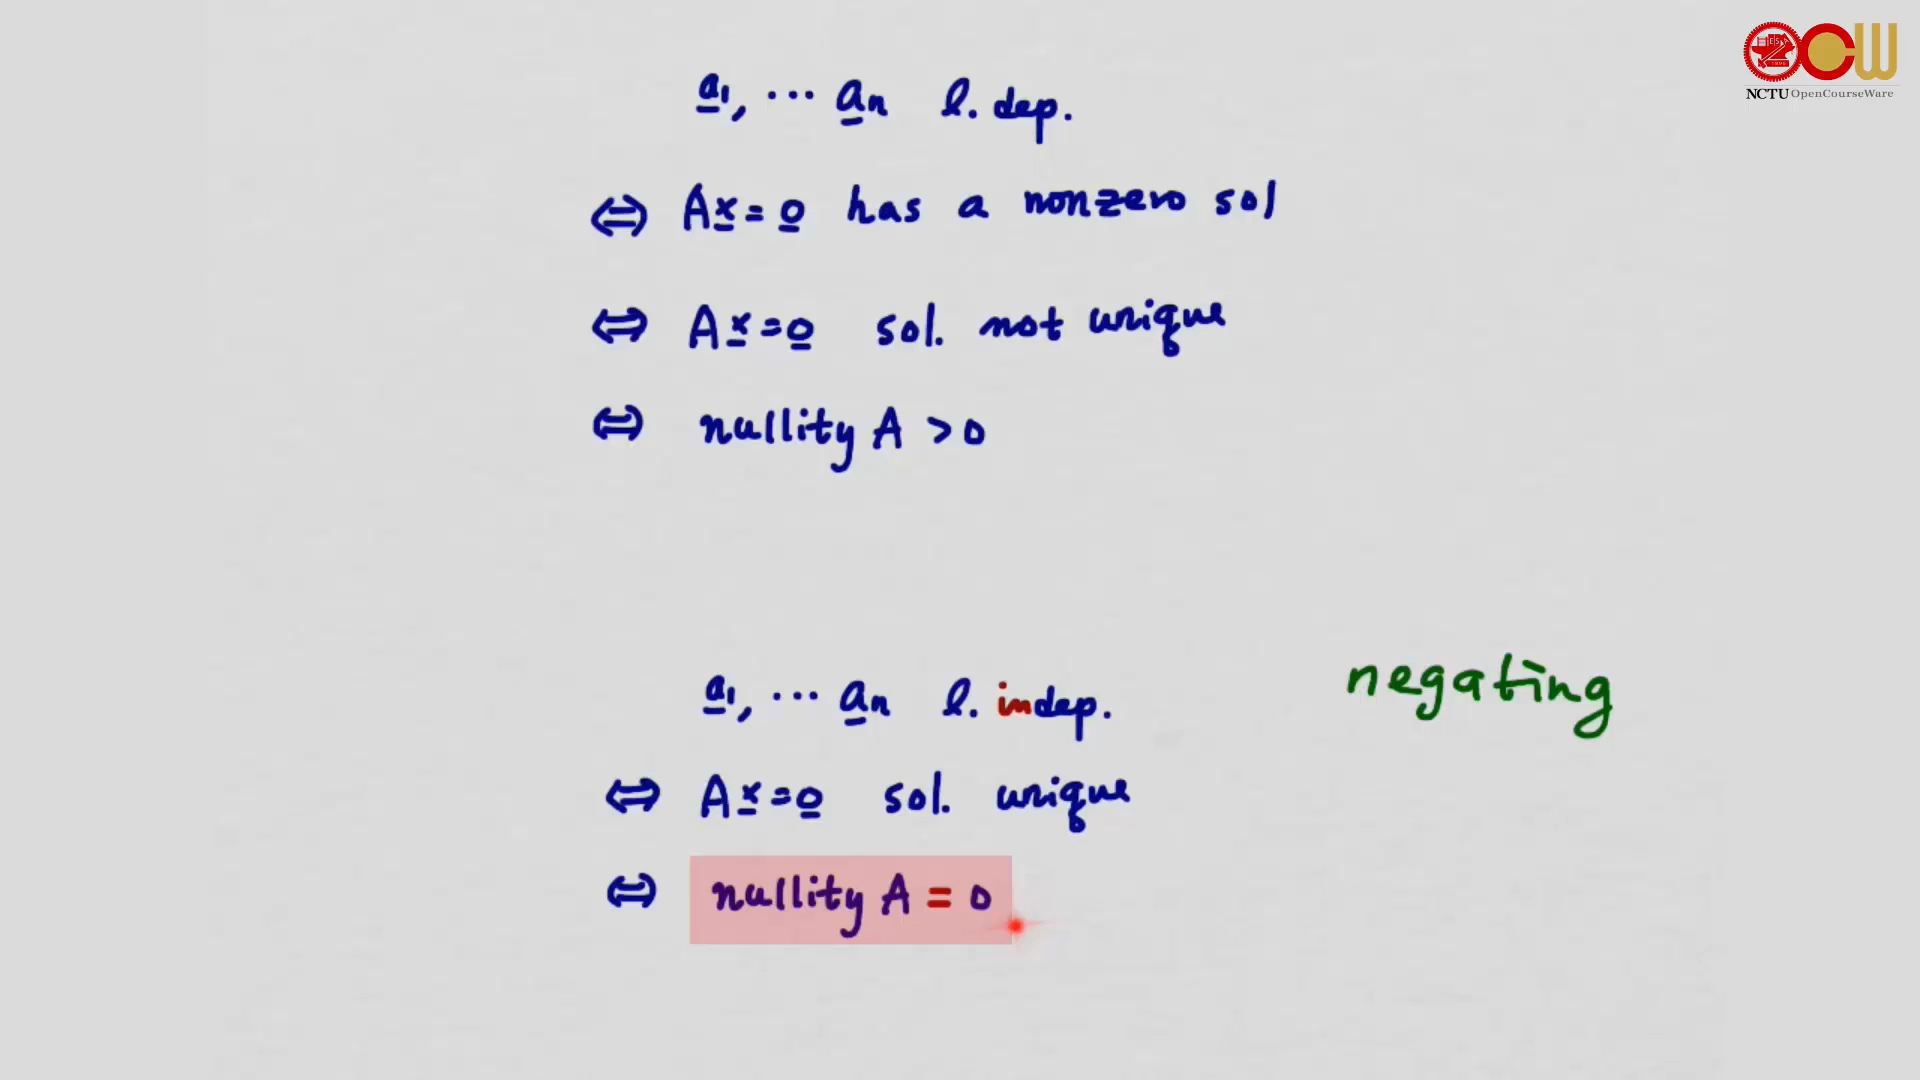 NCTU OpenCourseWare
a₁, ⋯ aₙ l. dep.
⇔ Ax = 0 has a nonzero sol
⇔ Ax = 0 sol. not unique
⇔ nullity A > 0
negating
a₁, ⋯ aₙ l. indep.
⇔ Ax = 0 sol. unique
⇔ nullity A = 0